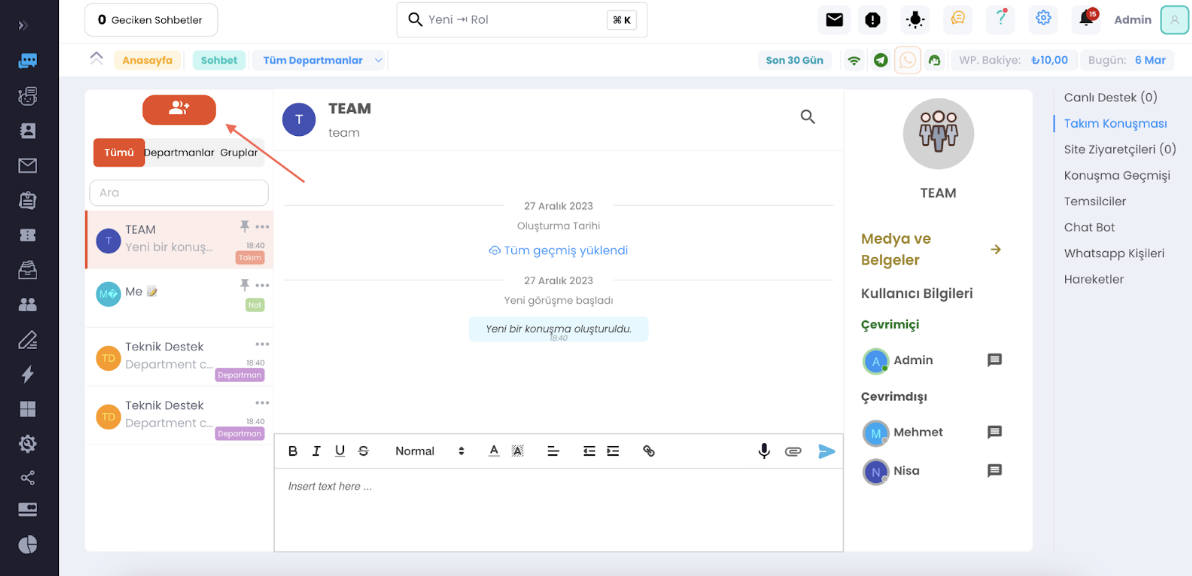 0 Geciken Sohbetler
Yeni ⇥ Rol
⌘ K
15
Admin
Anasayfa
Sohbet
Tüm Departmanlar
Son 30 Gün
WP. Bakiye: ₺10,00
Bugün: 6 Mar
Tümü
Departmanlar
Gruplar
Ara
T
TEAM
Yeni bir konuş...
18:40
Takım
Me 📝
Not
TD
Teknik Destek
Department c...
18:40
Departman
TD
Teknik Destek
Department c...
18:40
Departman
T
TEAM
team
27 Aralık 2023
Oluşturma Tarihi
Tüm geçmiş yüklendi
27 Aralık 2023
Yeni görüşme başladı
Yeni bir konuşma oluşturuldu.
18:40
B I U S Normal A A
Insert text here ...
TEAM
Medya ve
Belgeler
Kullanıcı Bilgileri
Çevrimiçi
A
Admin
Çevrimdışı
M
Mehmet
N
Nisa
Canlı Destek (0)
Takım Konuşması
Site Ziyaretçileri (0)
Konuşma Geçmişi
Temsilciler
Chat Bot
Whatsapp Kişileri
Hareketler